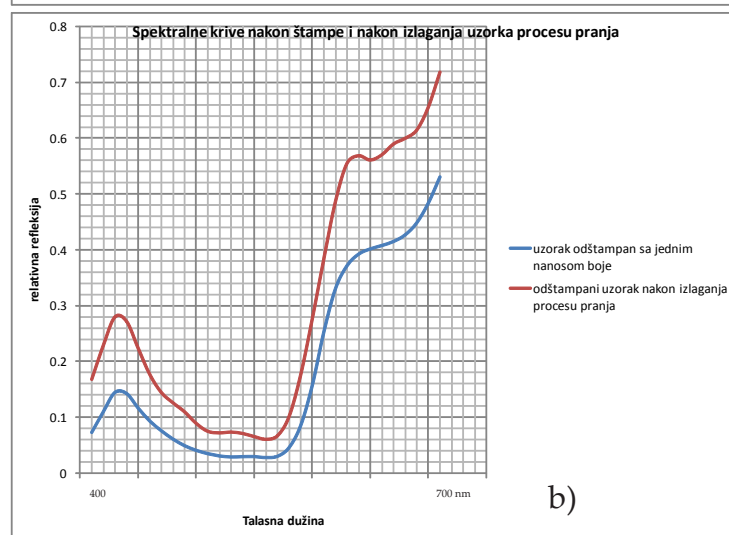 Spektralne krive nakon štampe i nakon izlaganja uzorka procesu pranja
0.8
0.7
0.6
0.5
0.4
0.3
0.2
0.1
0
relativna refleksija
400
700 nm
Talasna dužina
uzorak odštampan sa jednim
nanosom boje
odštampani uzorak nakon izlaganja
procesu pranja
b)